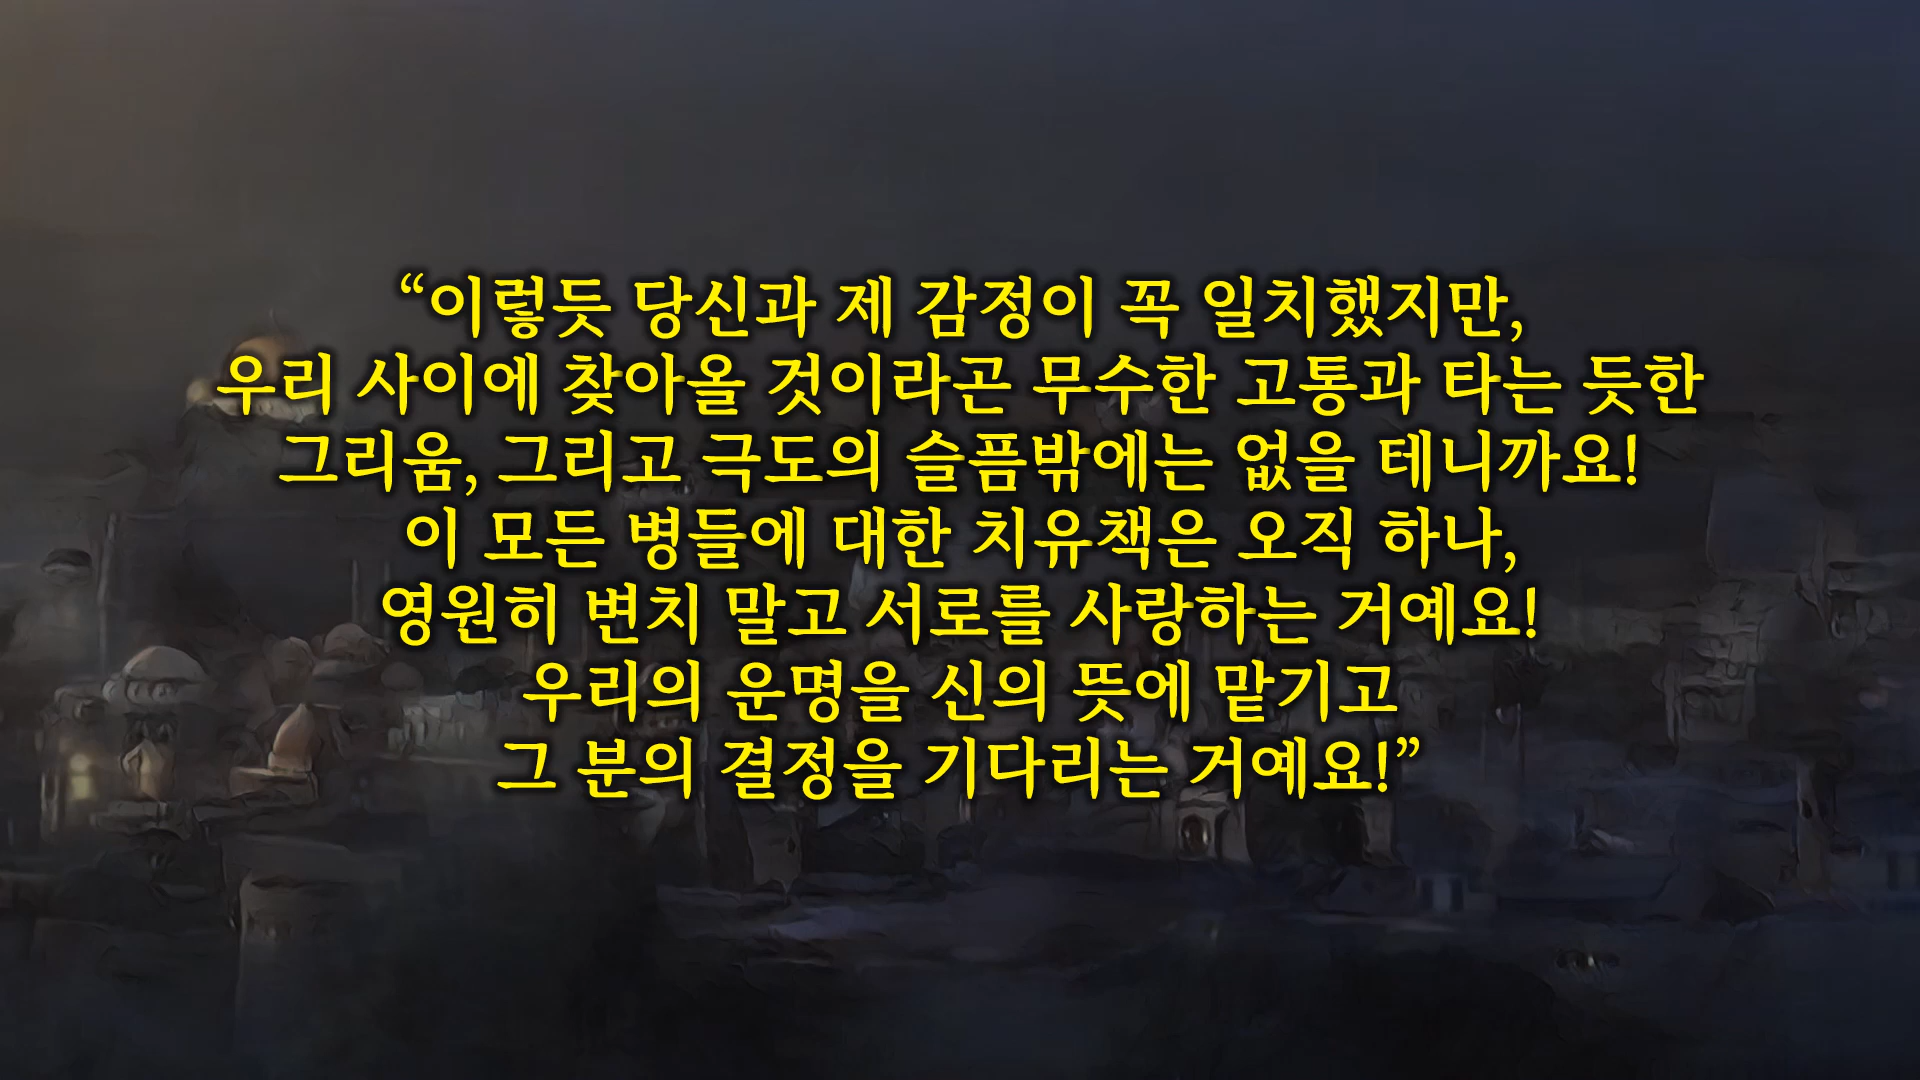 “이렇듯 당신과 제 감정이 꼭 일치했지만,
우리 사이에 찾아올 것이라곤 무수한 고통과 타는 듯한
그리움, 그리고 극도의 슬픔밖에는 없을 테니까요!
이 모든 병들에 대한 치유책은 오직 하나,
영원히 변치 말고 서로를 사랑하는 거예요!
우리의 운명을 신의 뜻에 맡기고
그 분의 결정을 기다리는 거예요!”